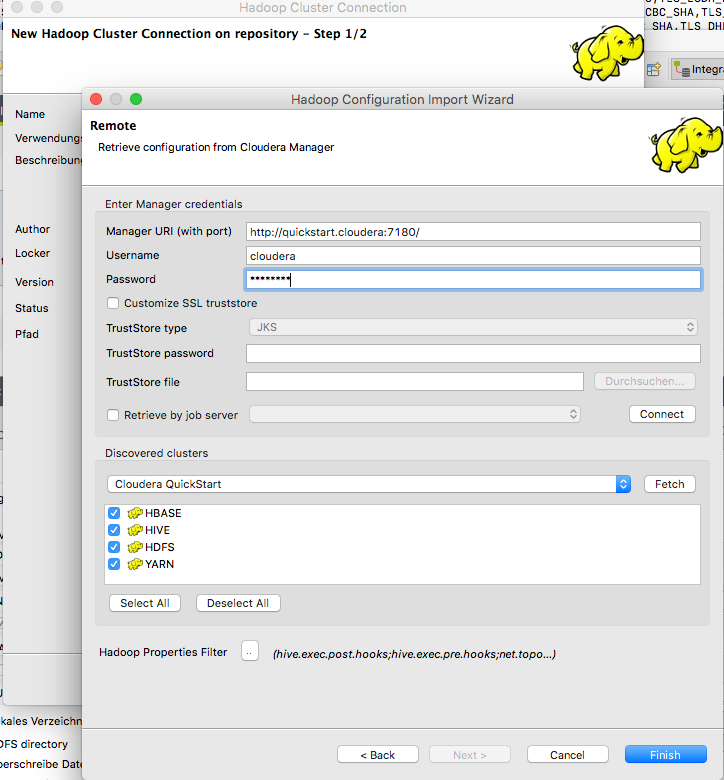 Hadoop Cluster Connection
New Hadoop Cluster Connection on repository - Step 1/2
CBC_SHA,TLS_
SHA,TLS DH
Integra
Name
Verwendungs
Beschreibung
Author
Locker
Version
Status
Pfad
Hadoop Configuration Import Wizard
Remote
Retrieve configuration from Cloudera Manager
Enter Manager credentials
Manager URI (with port) http://quickstart.cloudera:7180/
Username cloudera
Password ********
Customize SSL truststore
TrustStore type JKS
TrustStore password
TrustStore file Durchsuchen...
Retrieve by job server Connect
Discovered clusters
Cloudera QuickStart Fetch
HBASE
HIVE
HDFS
YARN
Select All Deselect All
Hadoop Properties Filter .. (hive.exec.post.hooks;hive.exec.pre.hooks;net.topo...)
< Back Next > Cancel Finish
kales Verzeichn
DFS directory
berschreibe Date